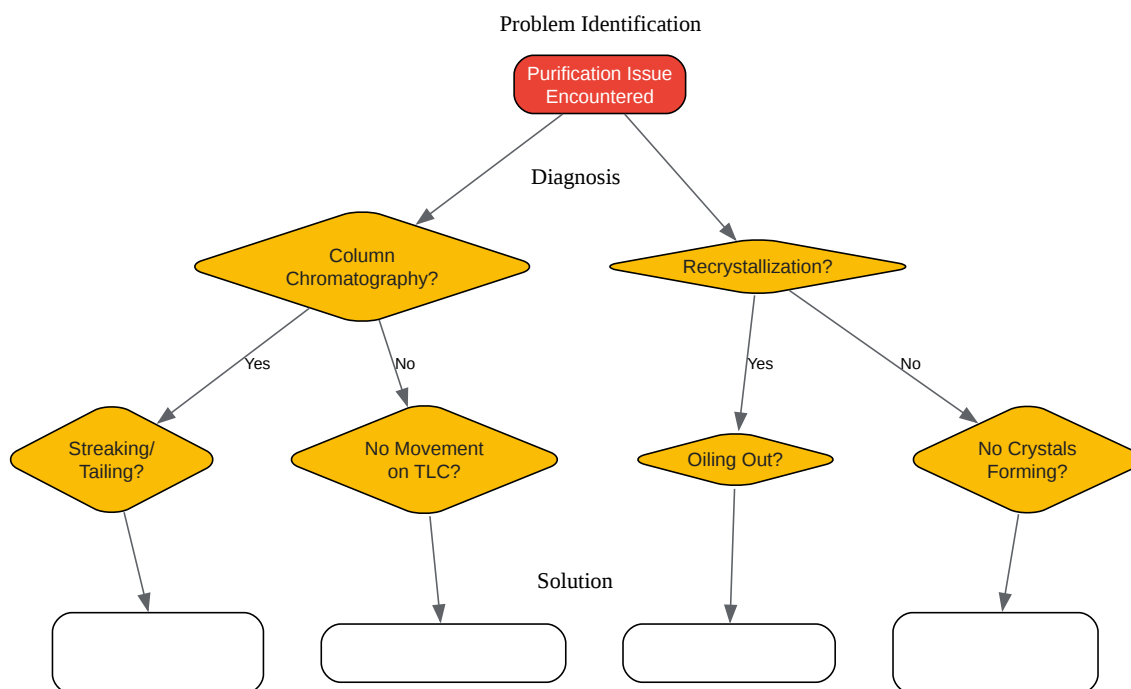 Problem Identification
Purification Issue
Encountered
Diagnosis
Column
Chromatography?
Recrystallization?
Yes
No
Yes
No
Streaking/
Tailing?
No Movement
on TLC?
Oiling Out?
No Crystals
Forming?
Solution